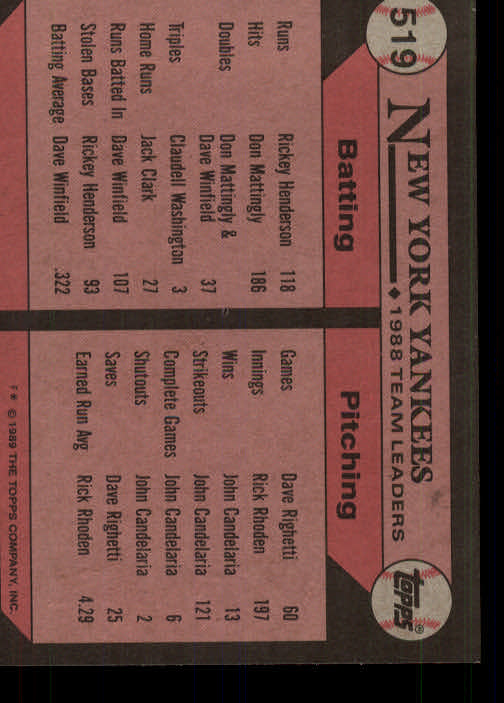 519
NEW YORK YANKEES
◆ 1988 TEAM LEADERS
TOPPS®
Batting
Runs Rickey Henderson 118
Hits Don Mattingly 186
Doubles Don Mattingly &
Dave Winfield 37
Triples Claudell Washington 3
Home Runs Jack Clark 27
Runs Batted In Dave Winfield 107
Stolen Bases Rickey Henderson 93
Batting Average Dave Winfield .322
Pitching
Games Dave Righetti 60
Innings Rick Rhoden 197
Wins John Candelaria 13
Strikeouts John Candelaria 121
Complete Games John Candelaria 6
Shutouts John Candelaria 2
Saves Dave Righetti 25
Earned Run Avg Rick Rhoden 4.29
© 1989 THE TOPPS COMPANY, INC.